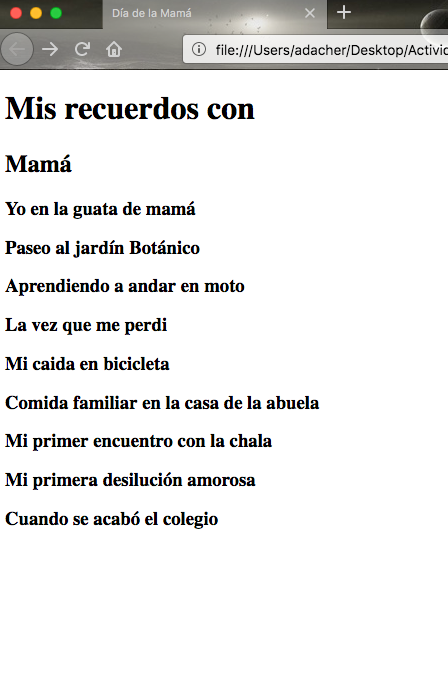 Día de la Mamá
file:///Users/adacher/Desktop/Activid
Mis recuerdos con
Mamá
Yo en la guata de mamá
Paseo al jardín Botánico
Aprendiendo a andar en moto
La vez que me perdi
Mi caida en bicicleta
Comida familiar en la casa de la abuela
Mi primer encuentro con la chala
Mi primera desilución amorosa
Cuando se acabó el colegio